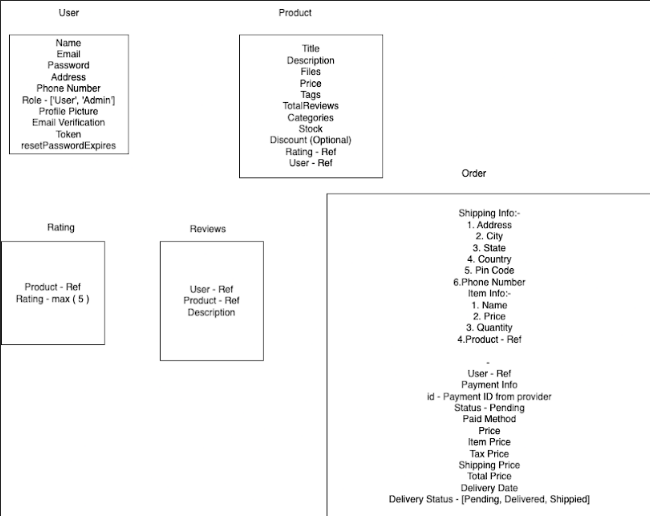 User
Name
Email
Password
Address
Phone Number
Role - ['User', 'Admin']
Profile Picture
Email Verification
Token
resetPasswordExpires
Product
Title
Description
Files
Price
Tags
TotalReviews
Categories
Stock
Discount (Optional)
Rating - Ref
User - Ref
Rating
Product - Ref
Rating - max ( 5 )
Reviews
User - Ref
Product - Ref
Description
Order
Shipping Info:-
1. Address
2. City
3. State
4. Country
5. Pin Code
6.Phone Number
Item Info:-
1. Name
2. Price
3. Quantity
4.Product - Ref
-
User - Ref
Payment Info
id - Payment ID from provider
Status - Pending
Paid Method
Price
Item Price
Tax Price
Shipping Price
Total Price
Delivery Date
Delivery Status - [Pending, Delivered, Shippied]